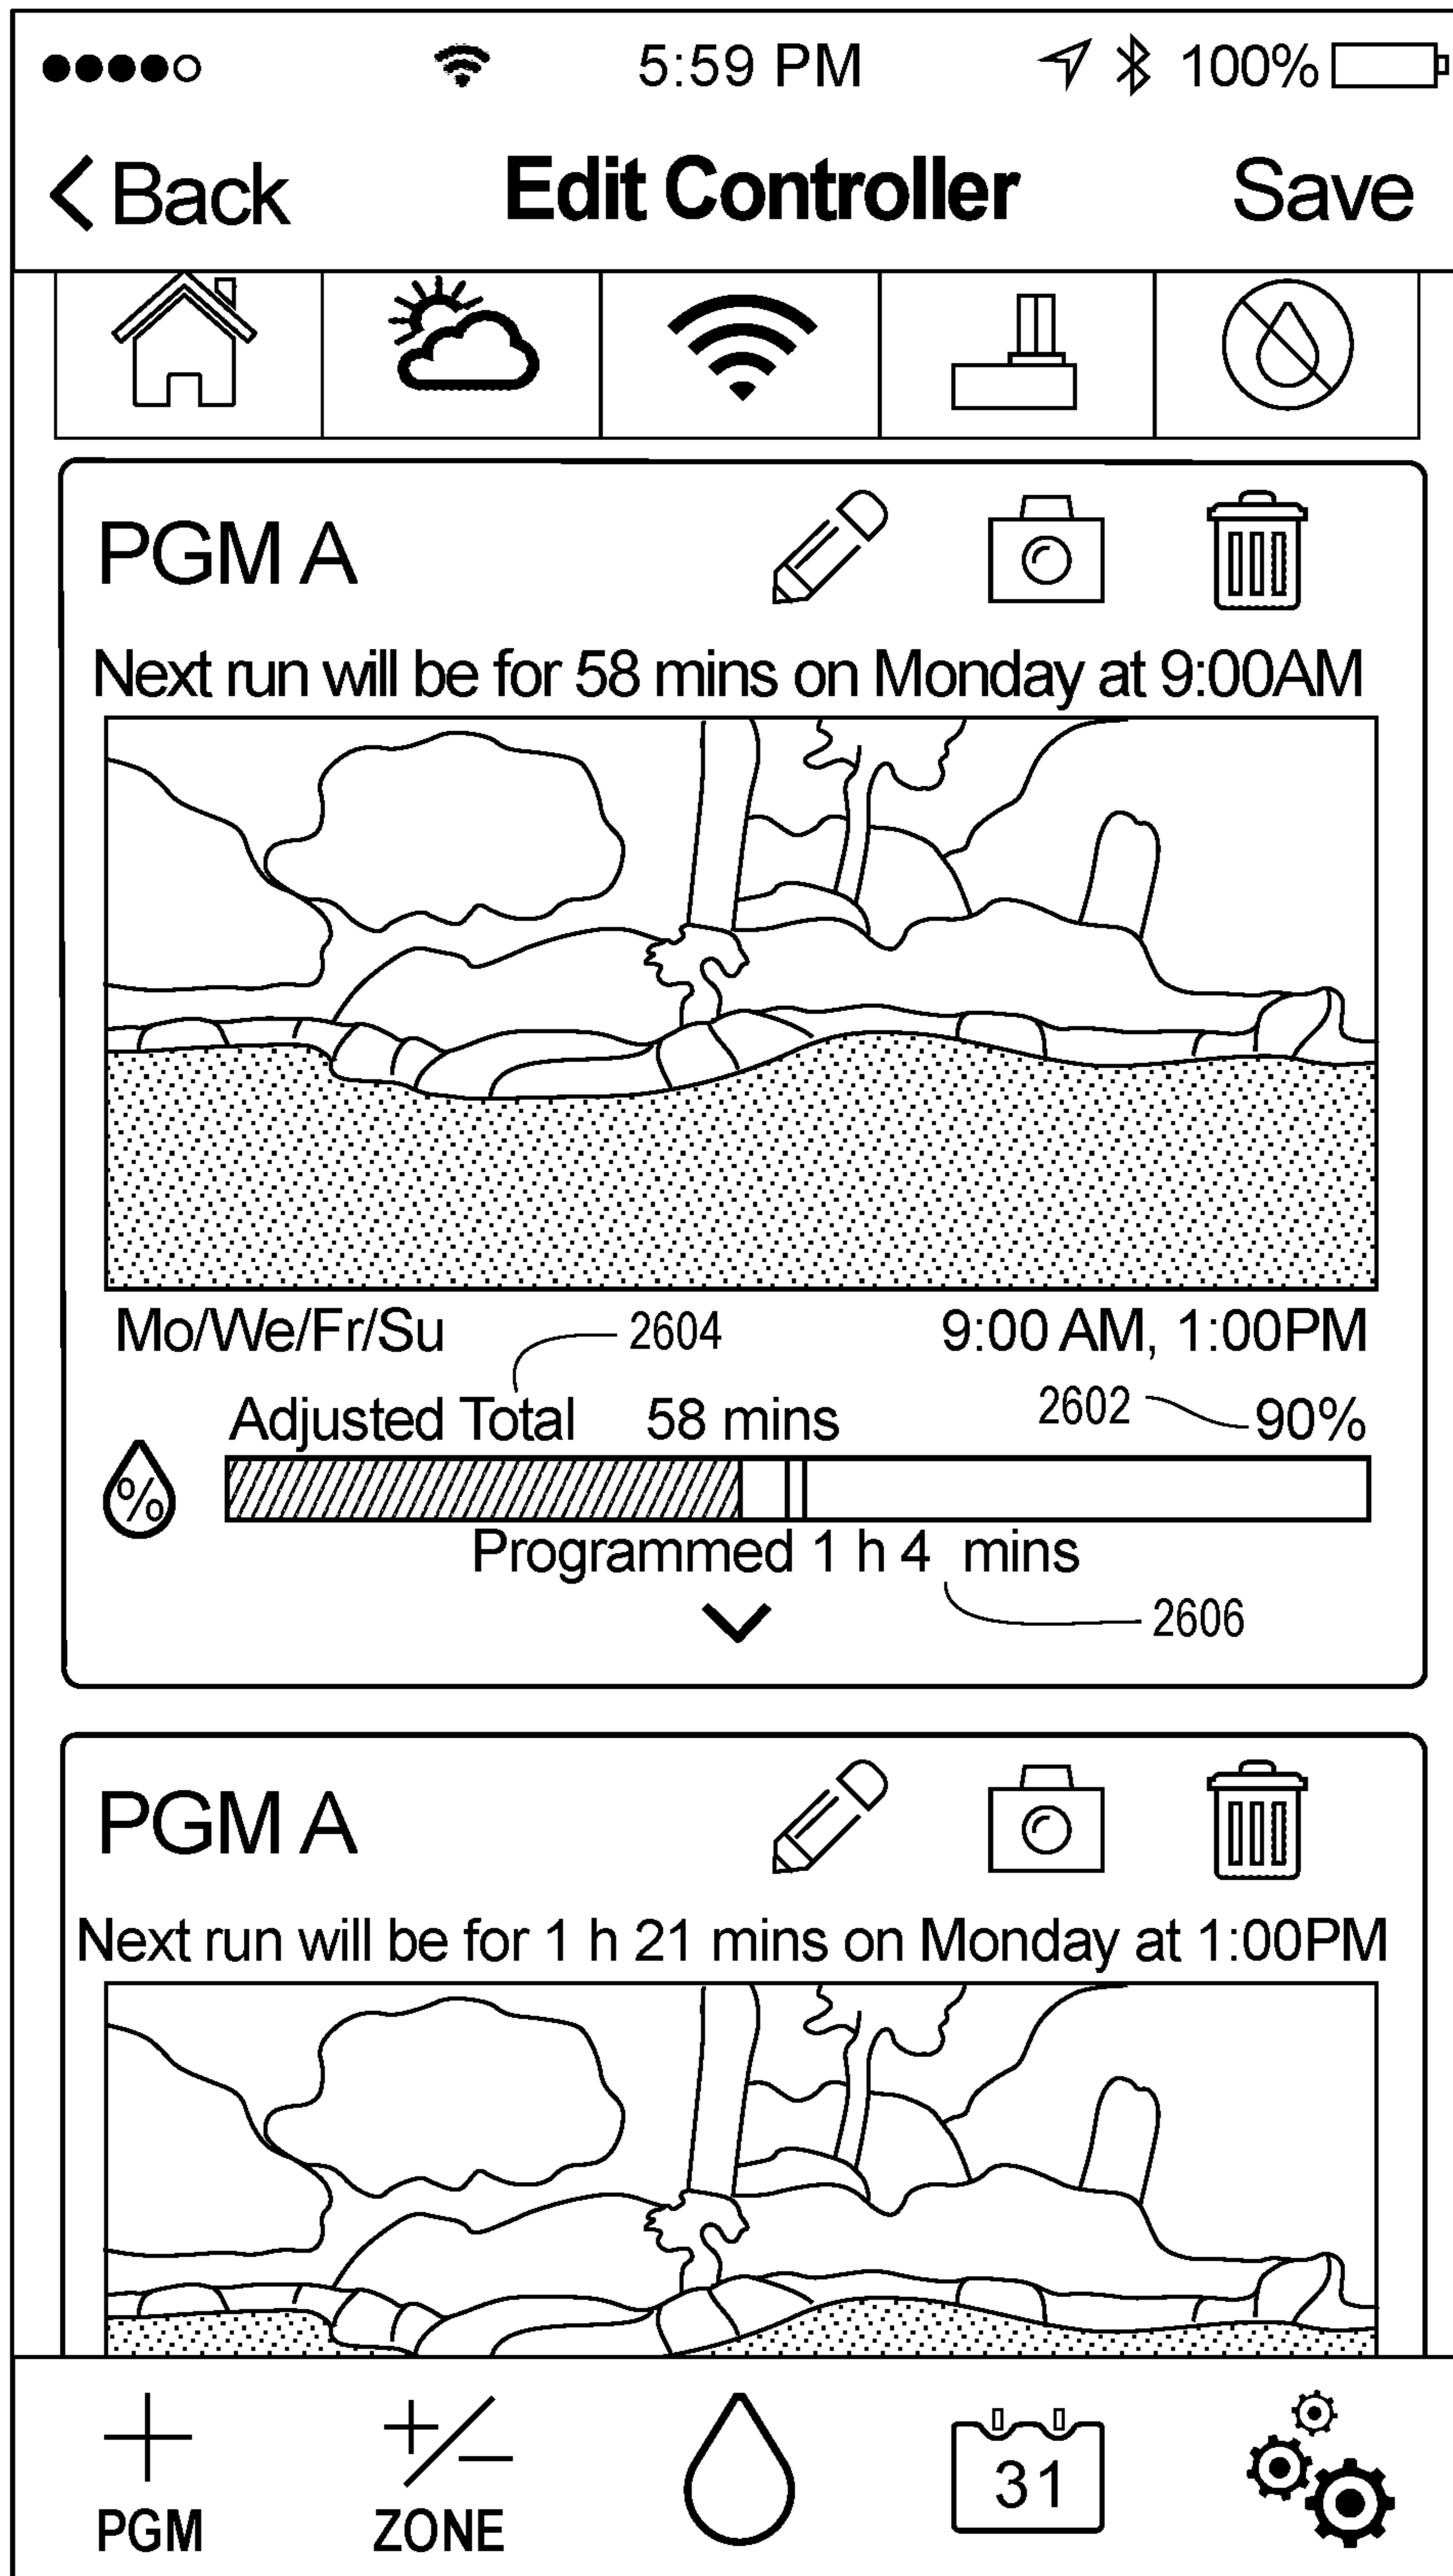 5:59 PM 100%
Back Edit Controller Save
PGM A
Next run will be for 58 mins on Monday at 9:00AM
Mo/We/Fr/Su 2604 9:00 AM, 1:00PM
Adjusted Total 58 mins 2602 90%
%
Programmed 1 h 4 mins
2606
PGM A
Next run will be for 1 h 21 mins on Monday at 1:00PM
31
PGM ZONE